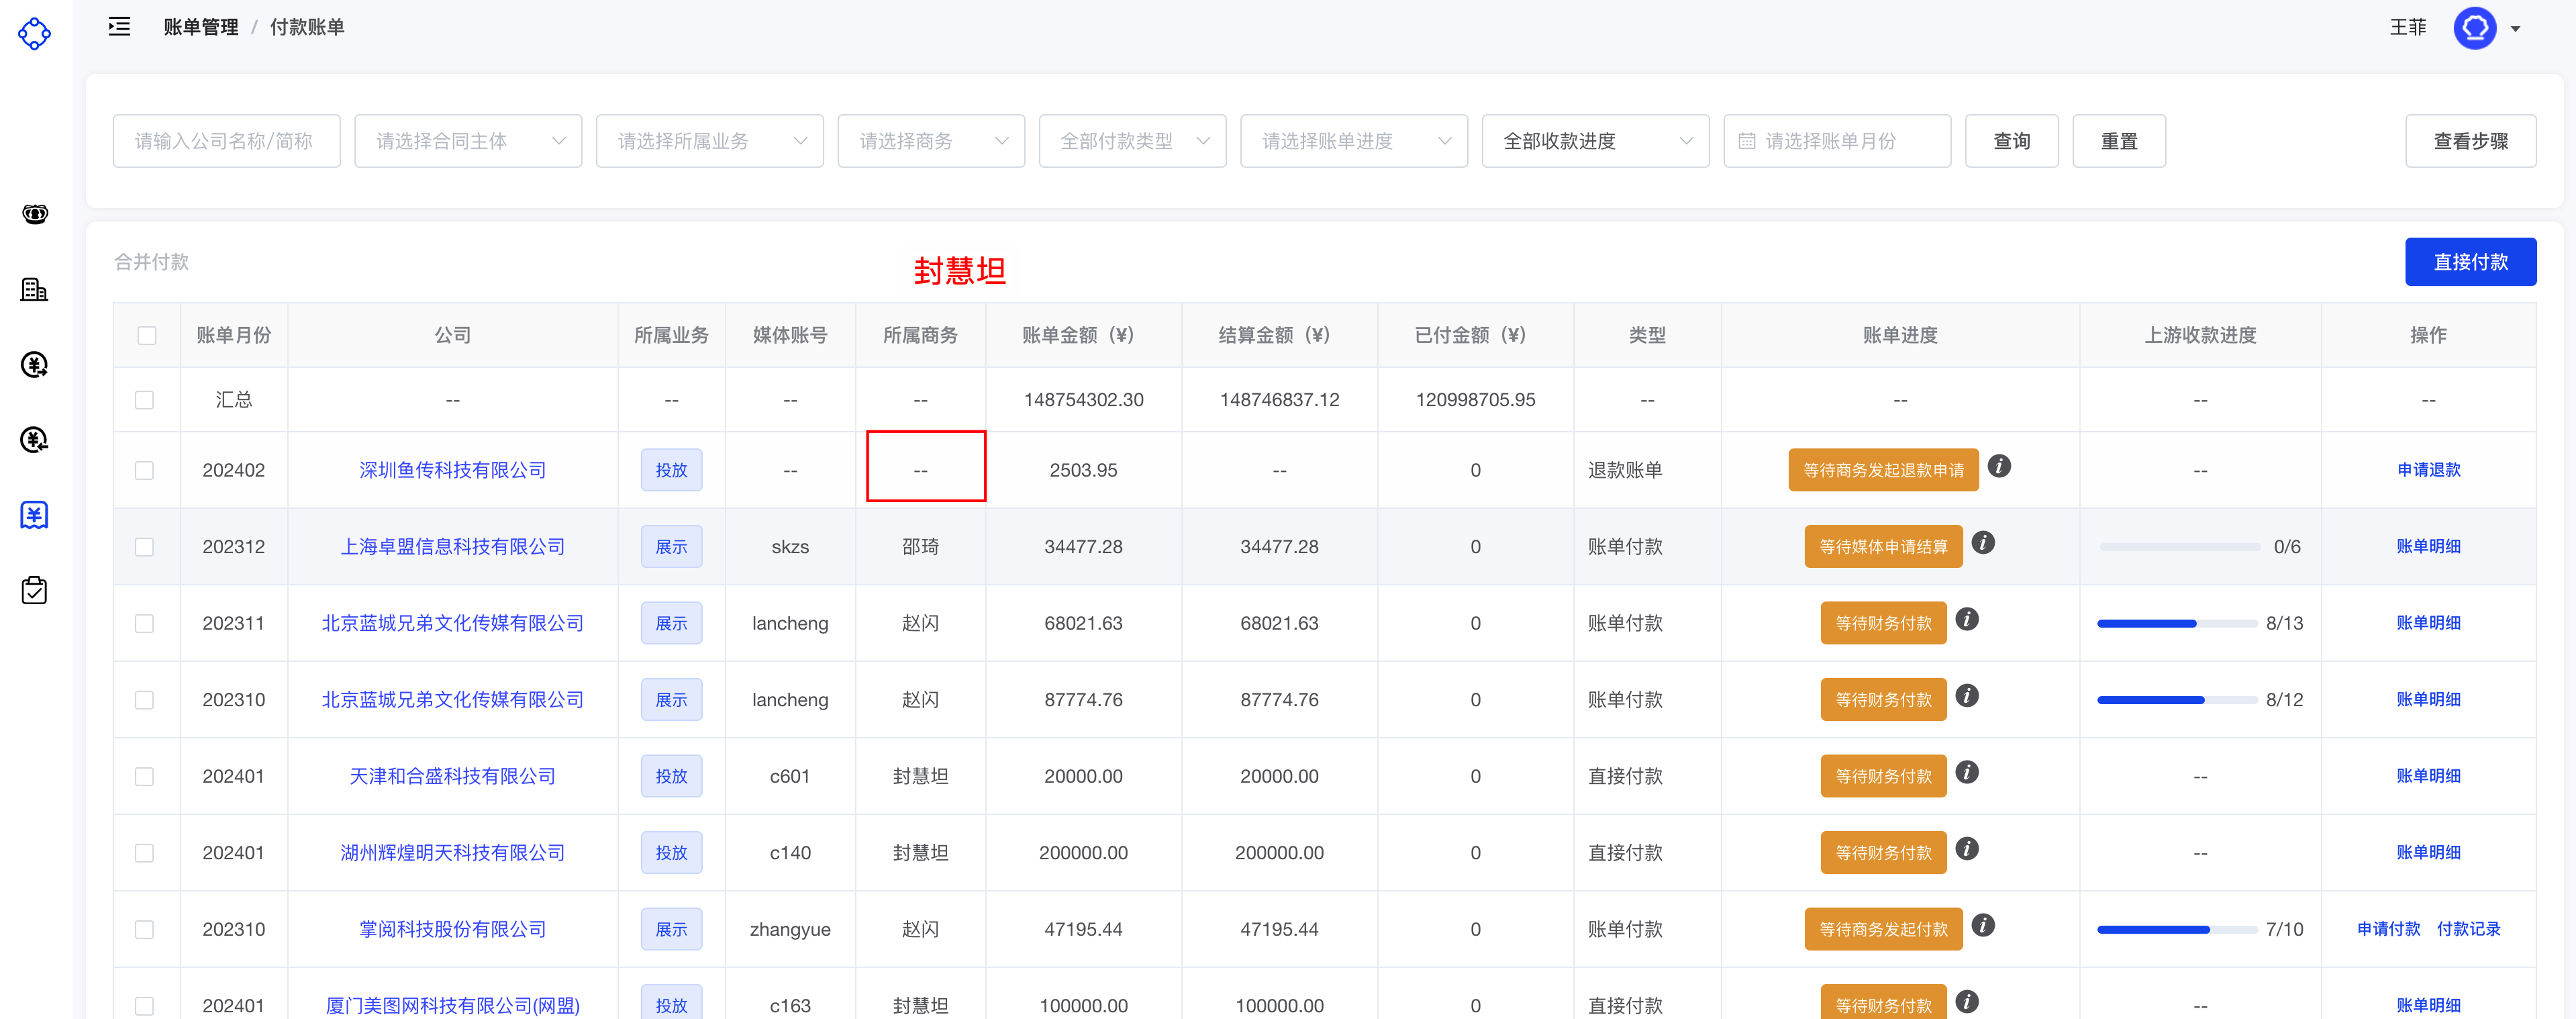 账单管理 / 付款账单
王菲
请输入公司名称/简称 请选择合同主体 请选择所属业务 请选择商务 全部付款类型 请选择账单进度 全部收款进度 请选择账单月份 查询 重置 查看步骤
合并付款
封慧坦
直接付款
账单月份 公司 所属业务 媒体账号 所属商务 账单金额（¥） 结算金额（¥） 已付金额（¥） 类型 账单进度 上游收款进度 操作
汇总 -- -- -- -- 148754302.30 148746837.12 120998705.95 -- -- -- --
202402 深圳鱼传科技有限公司 投放 -- -- 2503.95 -- 0 退款账单 等待商务发起退款申请 i -- 申请退款
202312 上海卓盟信息科技有限公司 展示 skzs 邵琦 34477.28 34477.28 0 账单付款 等待媒体申请结算 i 0/6 账单明细
202311 北京蓝城兄弟文化传媒有限公司 展示 lancheng 赵闪 68021.63 68021.63 0 账单付款 等待财务付款 i 8/13 账单明细
202310 北京蓝城兄弟文化传媒有限公司 展示 lancheng 赵闪 87774.76 87774.76 0 账单付款 等待财务付款 i 8/12 账单明细
202401 天津和合盛科技有限公司 投放 c601 封慧坦 20000.00 20000.00 0 直接付款 等待财务付款 i -- 账单明细
202401 湖州辉煌明天科技有限公司 投放 c140 封慧坦 200000.00 200000.00 0 直接付款 等待财务付款 i -- 账单明细
202310 掌阅科技股份有限公司 展示 zhangyue 赵闪 47195.44 47195.44 0 账单付款 等待商务发起付款 i 7/10 申请付款 付款记录
202401 厦门美图网科技有限公司(网盟) 投放 c163 封慧坦 100000.00 100000.00 0 直接付款 等待财务付款 i -- 账单明细